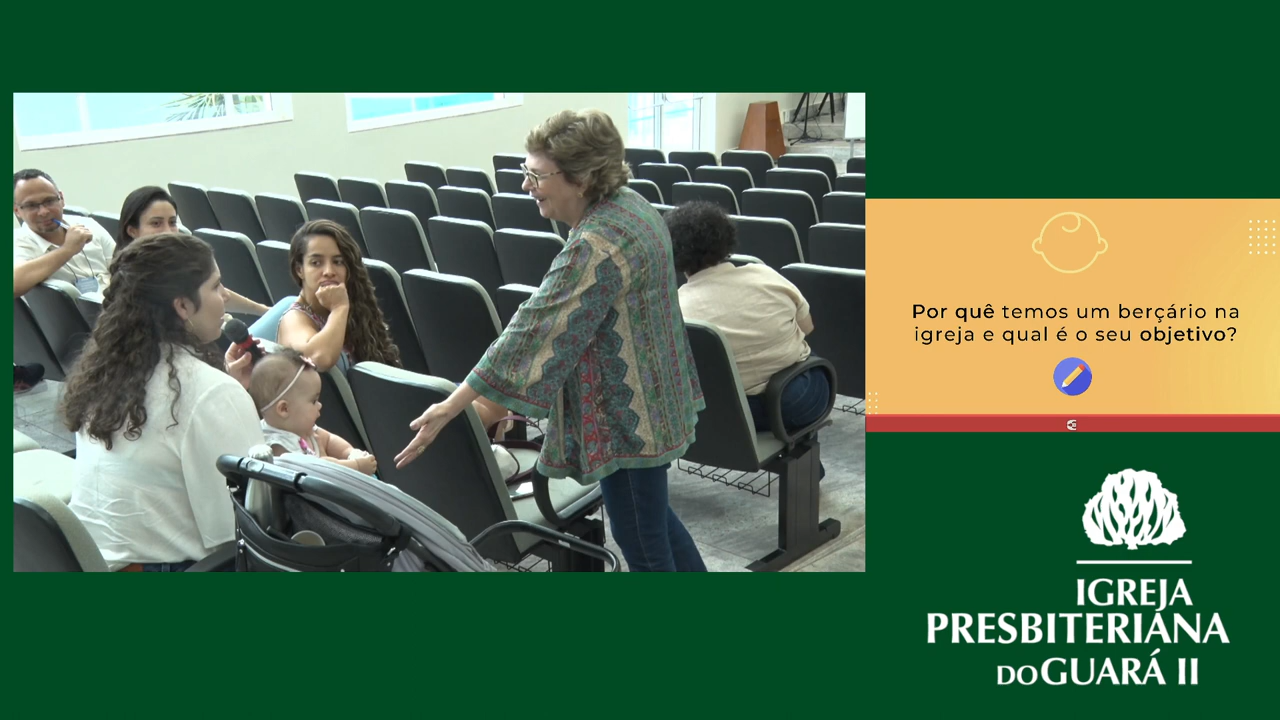 Por quê temos um berçário na
igreja e qual é o seu objetivo?
IGREJA
PRESBITERIANA
DO GUARÁ II